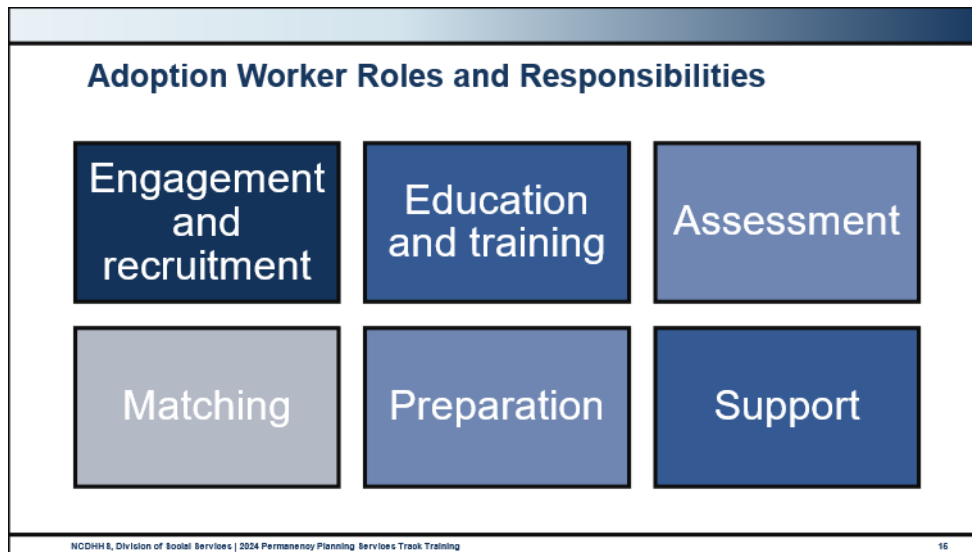 Adoption Worker Roles and Responsibilities
Engagement
and
recruitment
Education
and training
Assessment
Matching
Preparation
Support
NCDHHS, Division of Social Services | 2024 Permanency Planning Services Track Training
16